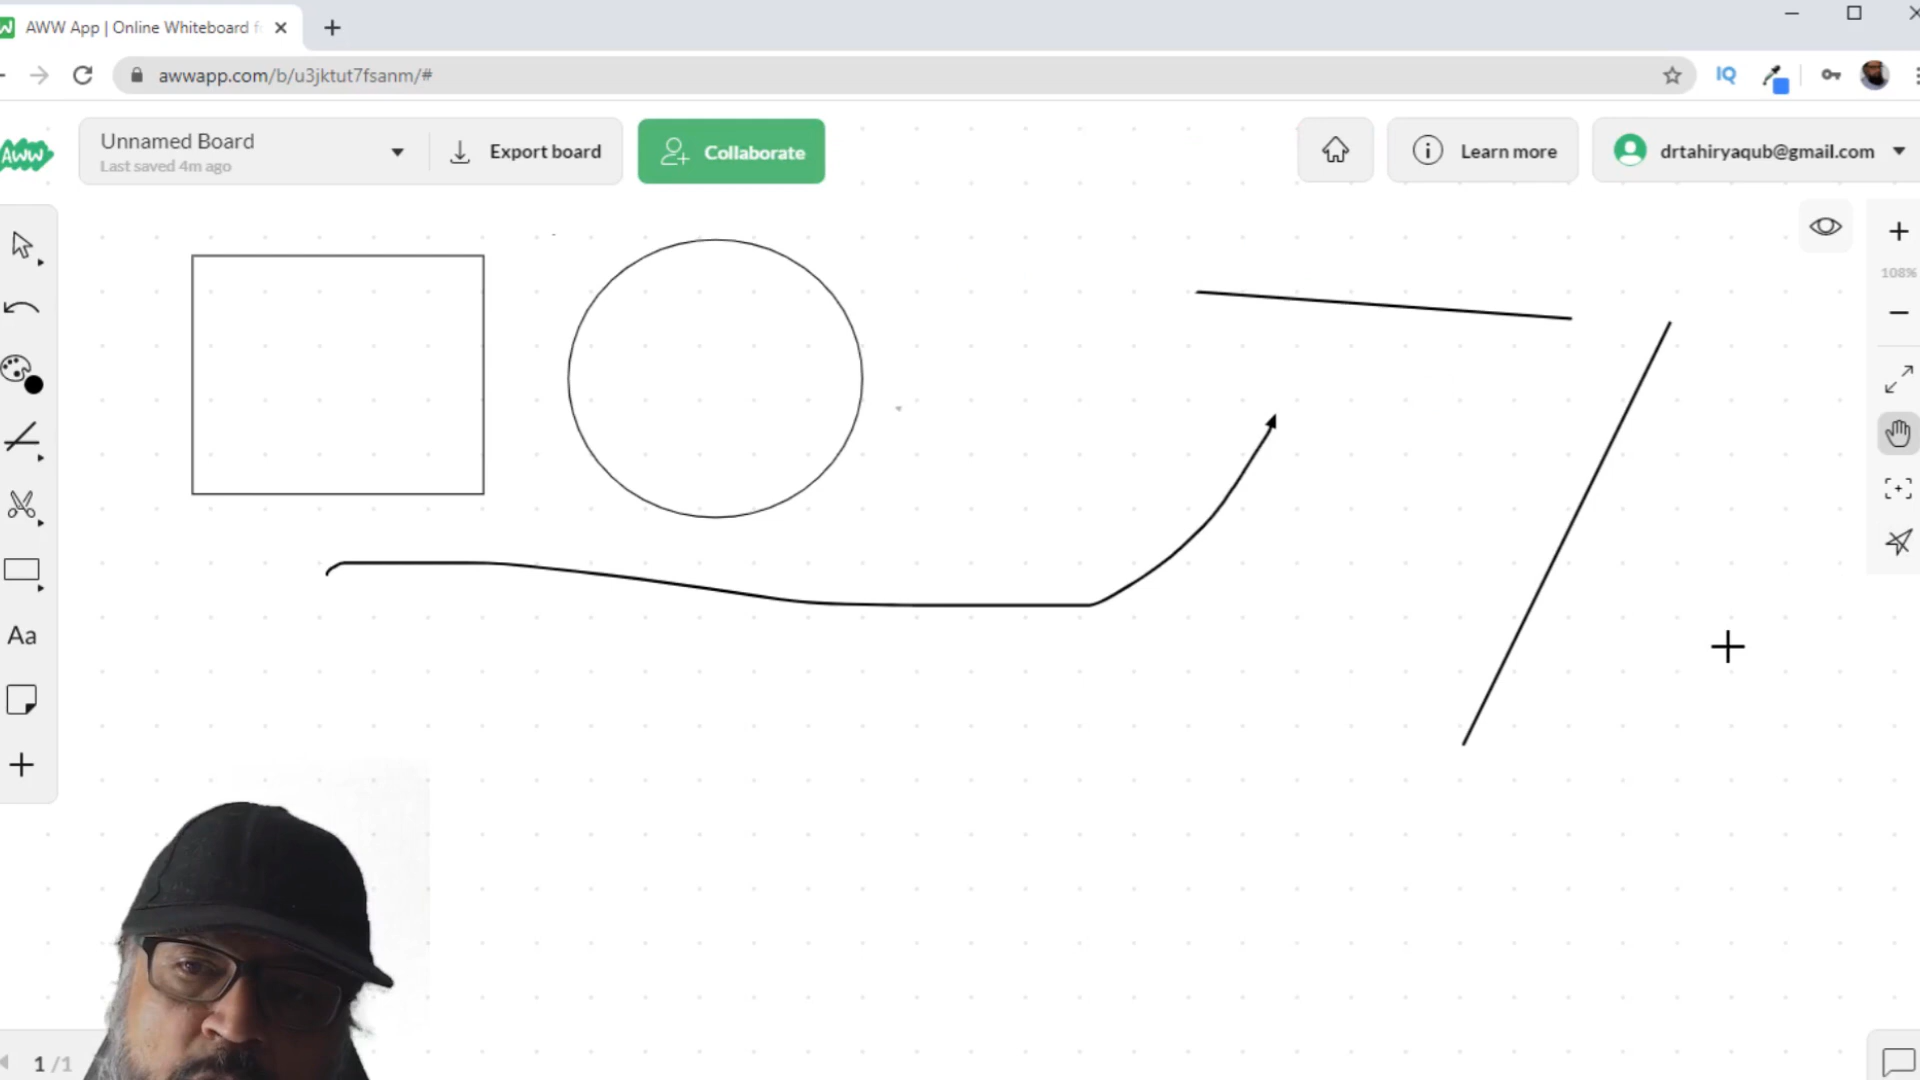 AWW App | Online Whiteboard f
awwapp.com/b/u3jktut7fsanm/#
IQ
AWW
Unnamed Board
Last saved 4m ago
Export board
Collaborate
Learn more
drtahiryaqub@gmail.com
108%
Aa
1 /1